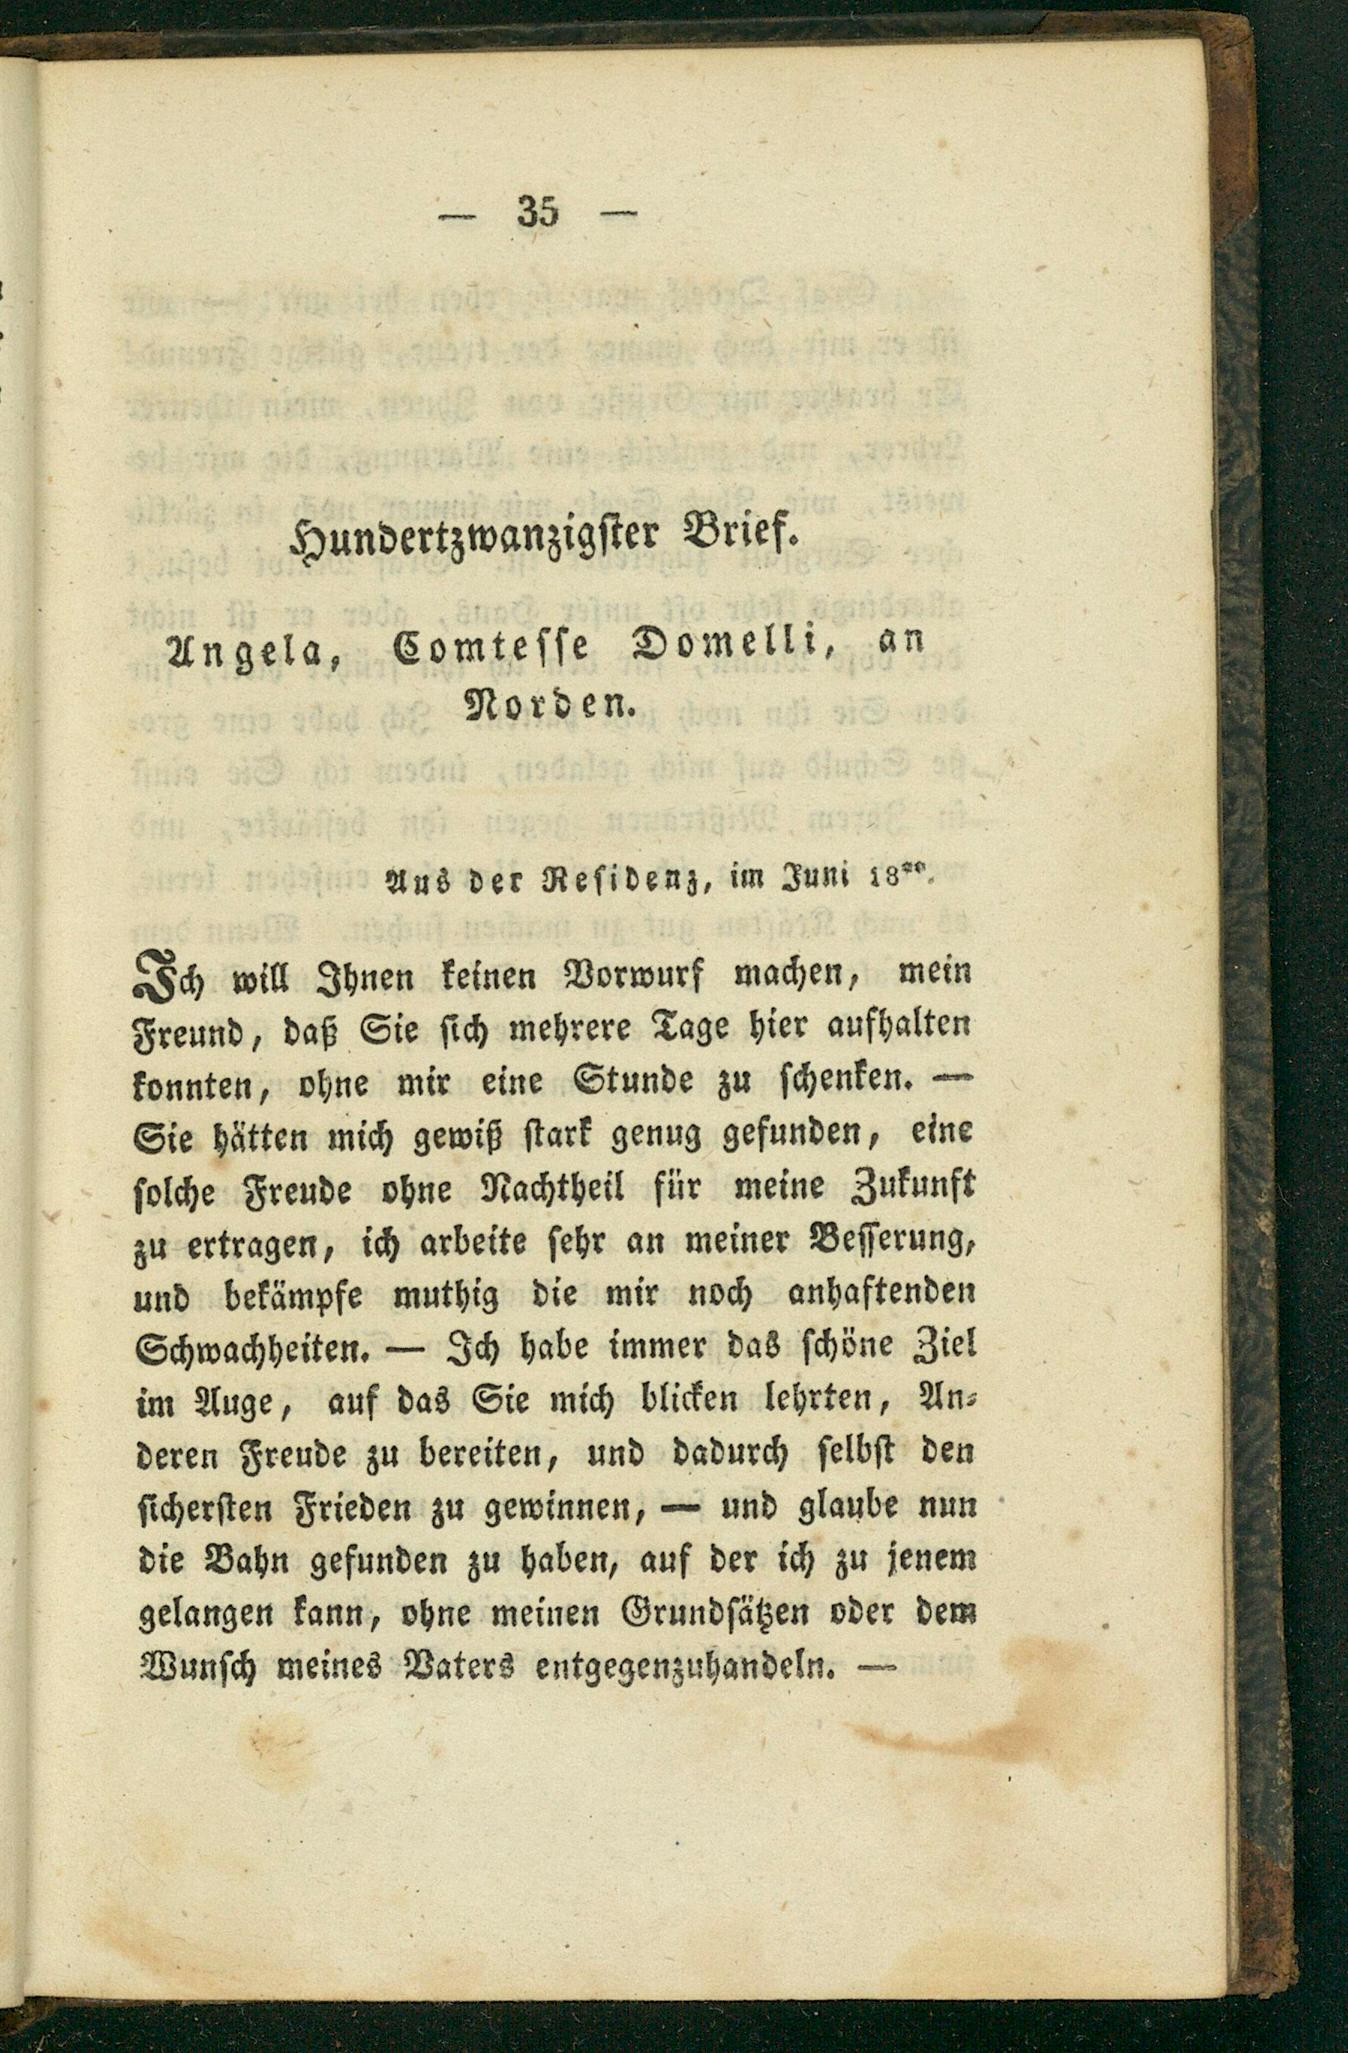 — 35 —
Hundertzwanzigster Brief.
Angela, Comtesse Domelli, an
Norden.
Aus der Residenz, im Juni 18**.
Ich will Ihnen keinen Vorwurf machen, mein
Freund, daß Sie sich mehrere Tage hier aufhalten
konnten, ohne mir eine Stunde zu schenken. —
Sie hätten mich gewiß stark genug gefunden, eine
solche Freude ohne Nachtheil für meine Zukunft
zu ertragen, ich arbeite sehr an meiner Besserung,
und bekämpfe muthig die mir noch anhaftenden
Schwachheiten. — Ich habe immer das schöne Ziel
im Auge, auf das Sie mich blicken lehrten, An-
deren Freude zu bereiten, und dadurch selbst den
sichersten Frieden zu gewinnen, — und glaube nun
die Bahn gefunden zu haben, auf der ich zu jenem
gelangen kann, ohne meinen Grundsätzen oder dem
Wunsch meines Vaters entgegenzuhandeln. —